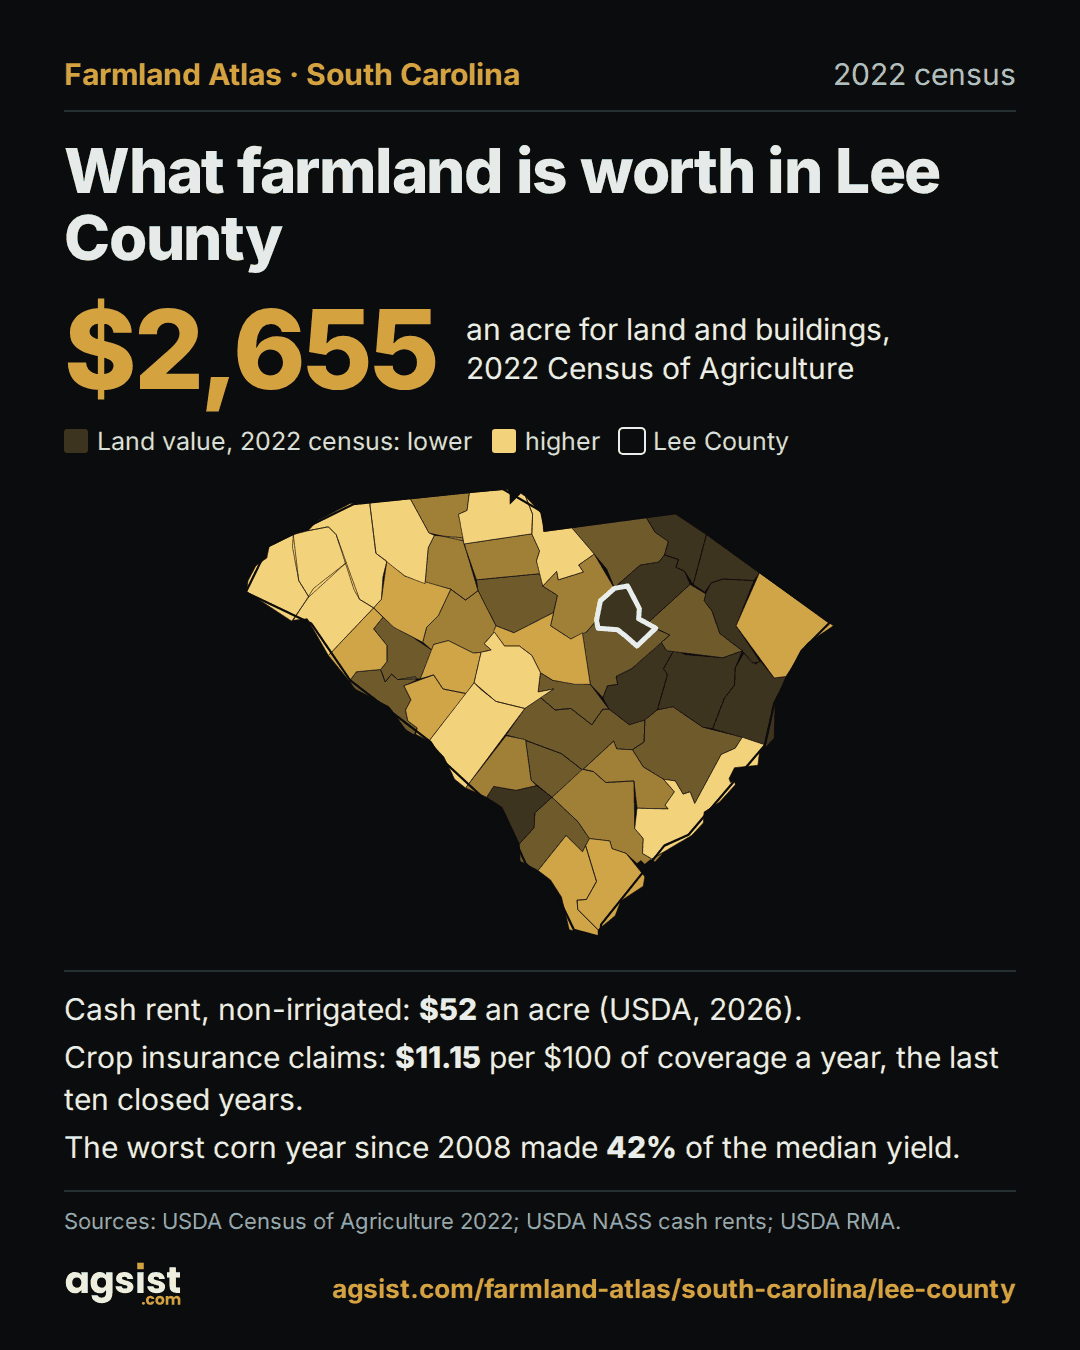 Farmland Atlas · South Carolina
2022 census
What farmland is worth in Lee
County
$2,655
an acre for land and buildings,
2022 Census of Agriculture
Land value, 2022 census: lower
higher
Lee County
Cash rent, non-irrigated: $52 an acre (USDA, 2026).
Crop insurance claims: $11.15 per $100 of coverage a year, the last
ten closed years.
The worst corn year since 2008 made 42% of the median yield.
Sources: USDA Census of Agriculture 2022; USDA NASS cash rents; USDA RMA.
agsist
.com
agsist.com/farmland-atlas/south-carolina/lee-county